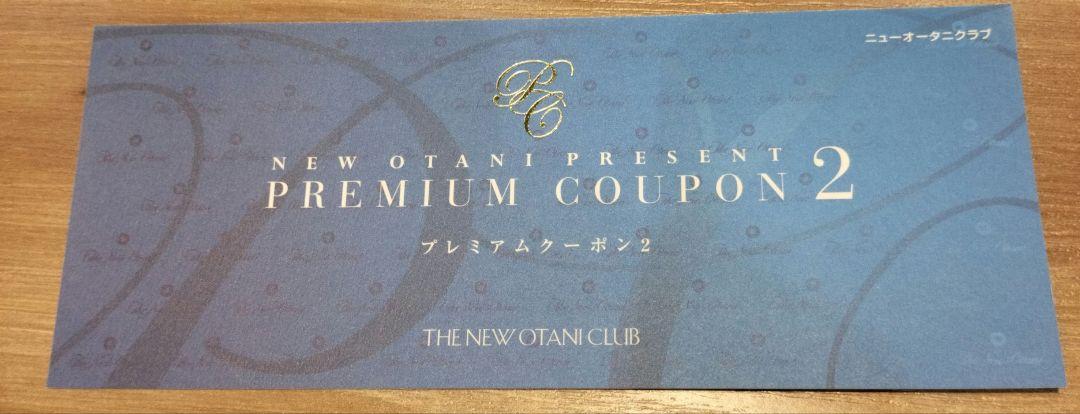 ニューオータニクラブ
PC
NEW OTANI PRESENT
PREMIUM COUPON 2
プレミアムクーポン2
THE NEW OTANI CLUB